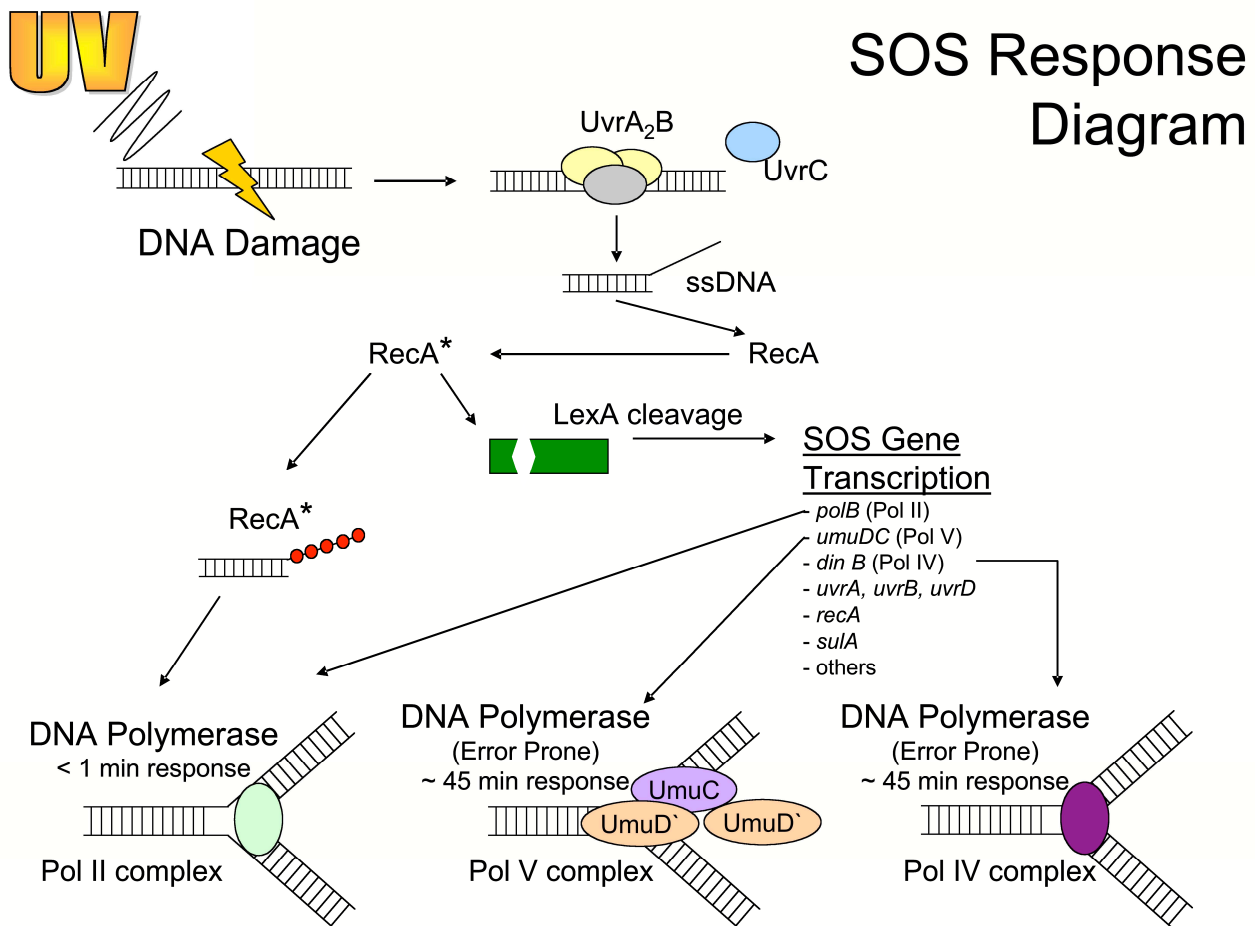 UV
SOS Response
Diagram
UvrA₂B
UvrC
DNA Damage
ssDNA
RecA*
RecA
LexA cleavage
SOS Gene
Transcription
- polB (Pol II)
- umuDC (Pol V)
- din B (Pol IV)
- uvrA, uvrB, uvrD
- recA
- sulA
- others
RecA*
DNA Polymerase
< 1 min response
Pol II complex
DNA Polymerase
(Error Prone)
~ 45 min response
UmuC
UmuD`
UmuD`
Pol V complex
DNA Polymerase
(Error Prone)
~ 45 min response
Pol IV complex